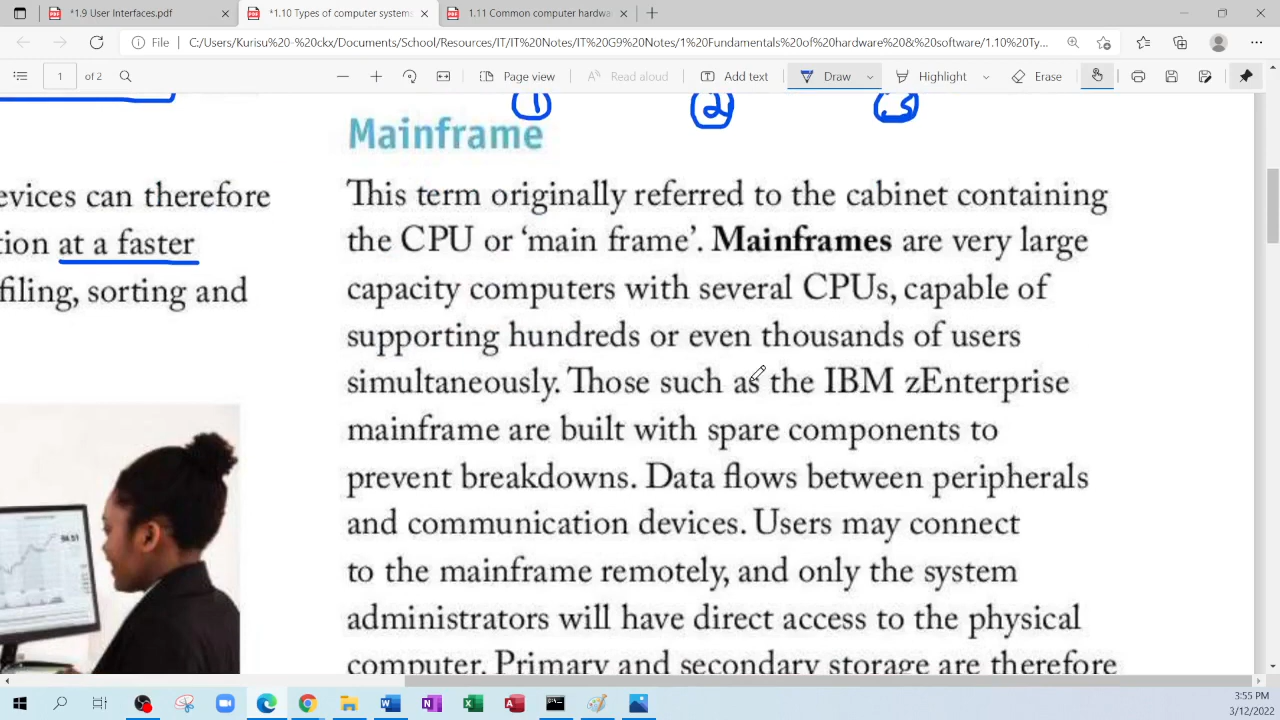 *1.9 User Interfaces.pdf
*1.10 Types of computer system
1.11 Common computer hardwa
File
C:/Users/Kurisu%20-%20ckx/Documents/School/Resources/IT/IT%20Notes/IT%20G9%20Notes/1%20Fundamentals%20of%20hardware%20&%20software/1.10%20Ty...
1
of 2
Page view
Read aloud
Add text
Draw
Highlight
Erase
1 2 3
evices can therefore
tion at a faster
filing, sorting and
94.51
Mainframe
This term originally referred to the cabinet containing
the CPU or ‘main frame’. Mainframes are very large
capacity computers with several CPUs, capable of
supporting hundreds or even thousands of users
simultaneously. Those such as the IBM zEnterprise
mainframe are built with spare components to
prevent breakdowns. Data flows between peripherals
and communication devices. Users may connect
to the mainframe remotely, and only the system
administrators will have direct access to the physical
computer. Primary and secondary storage are therefore
3:55 PM
3/12/2022